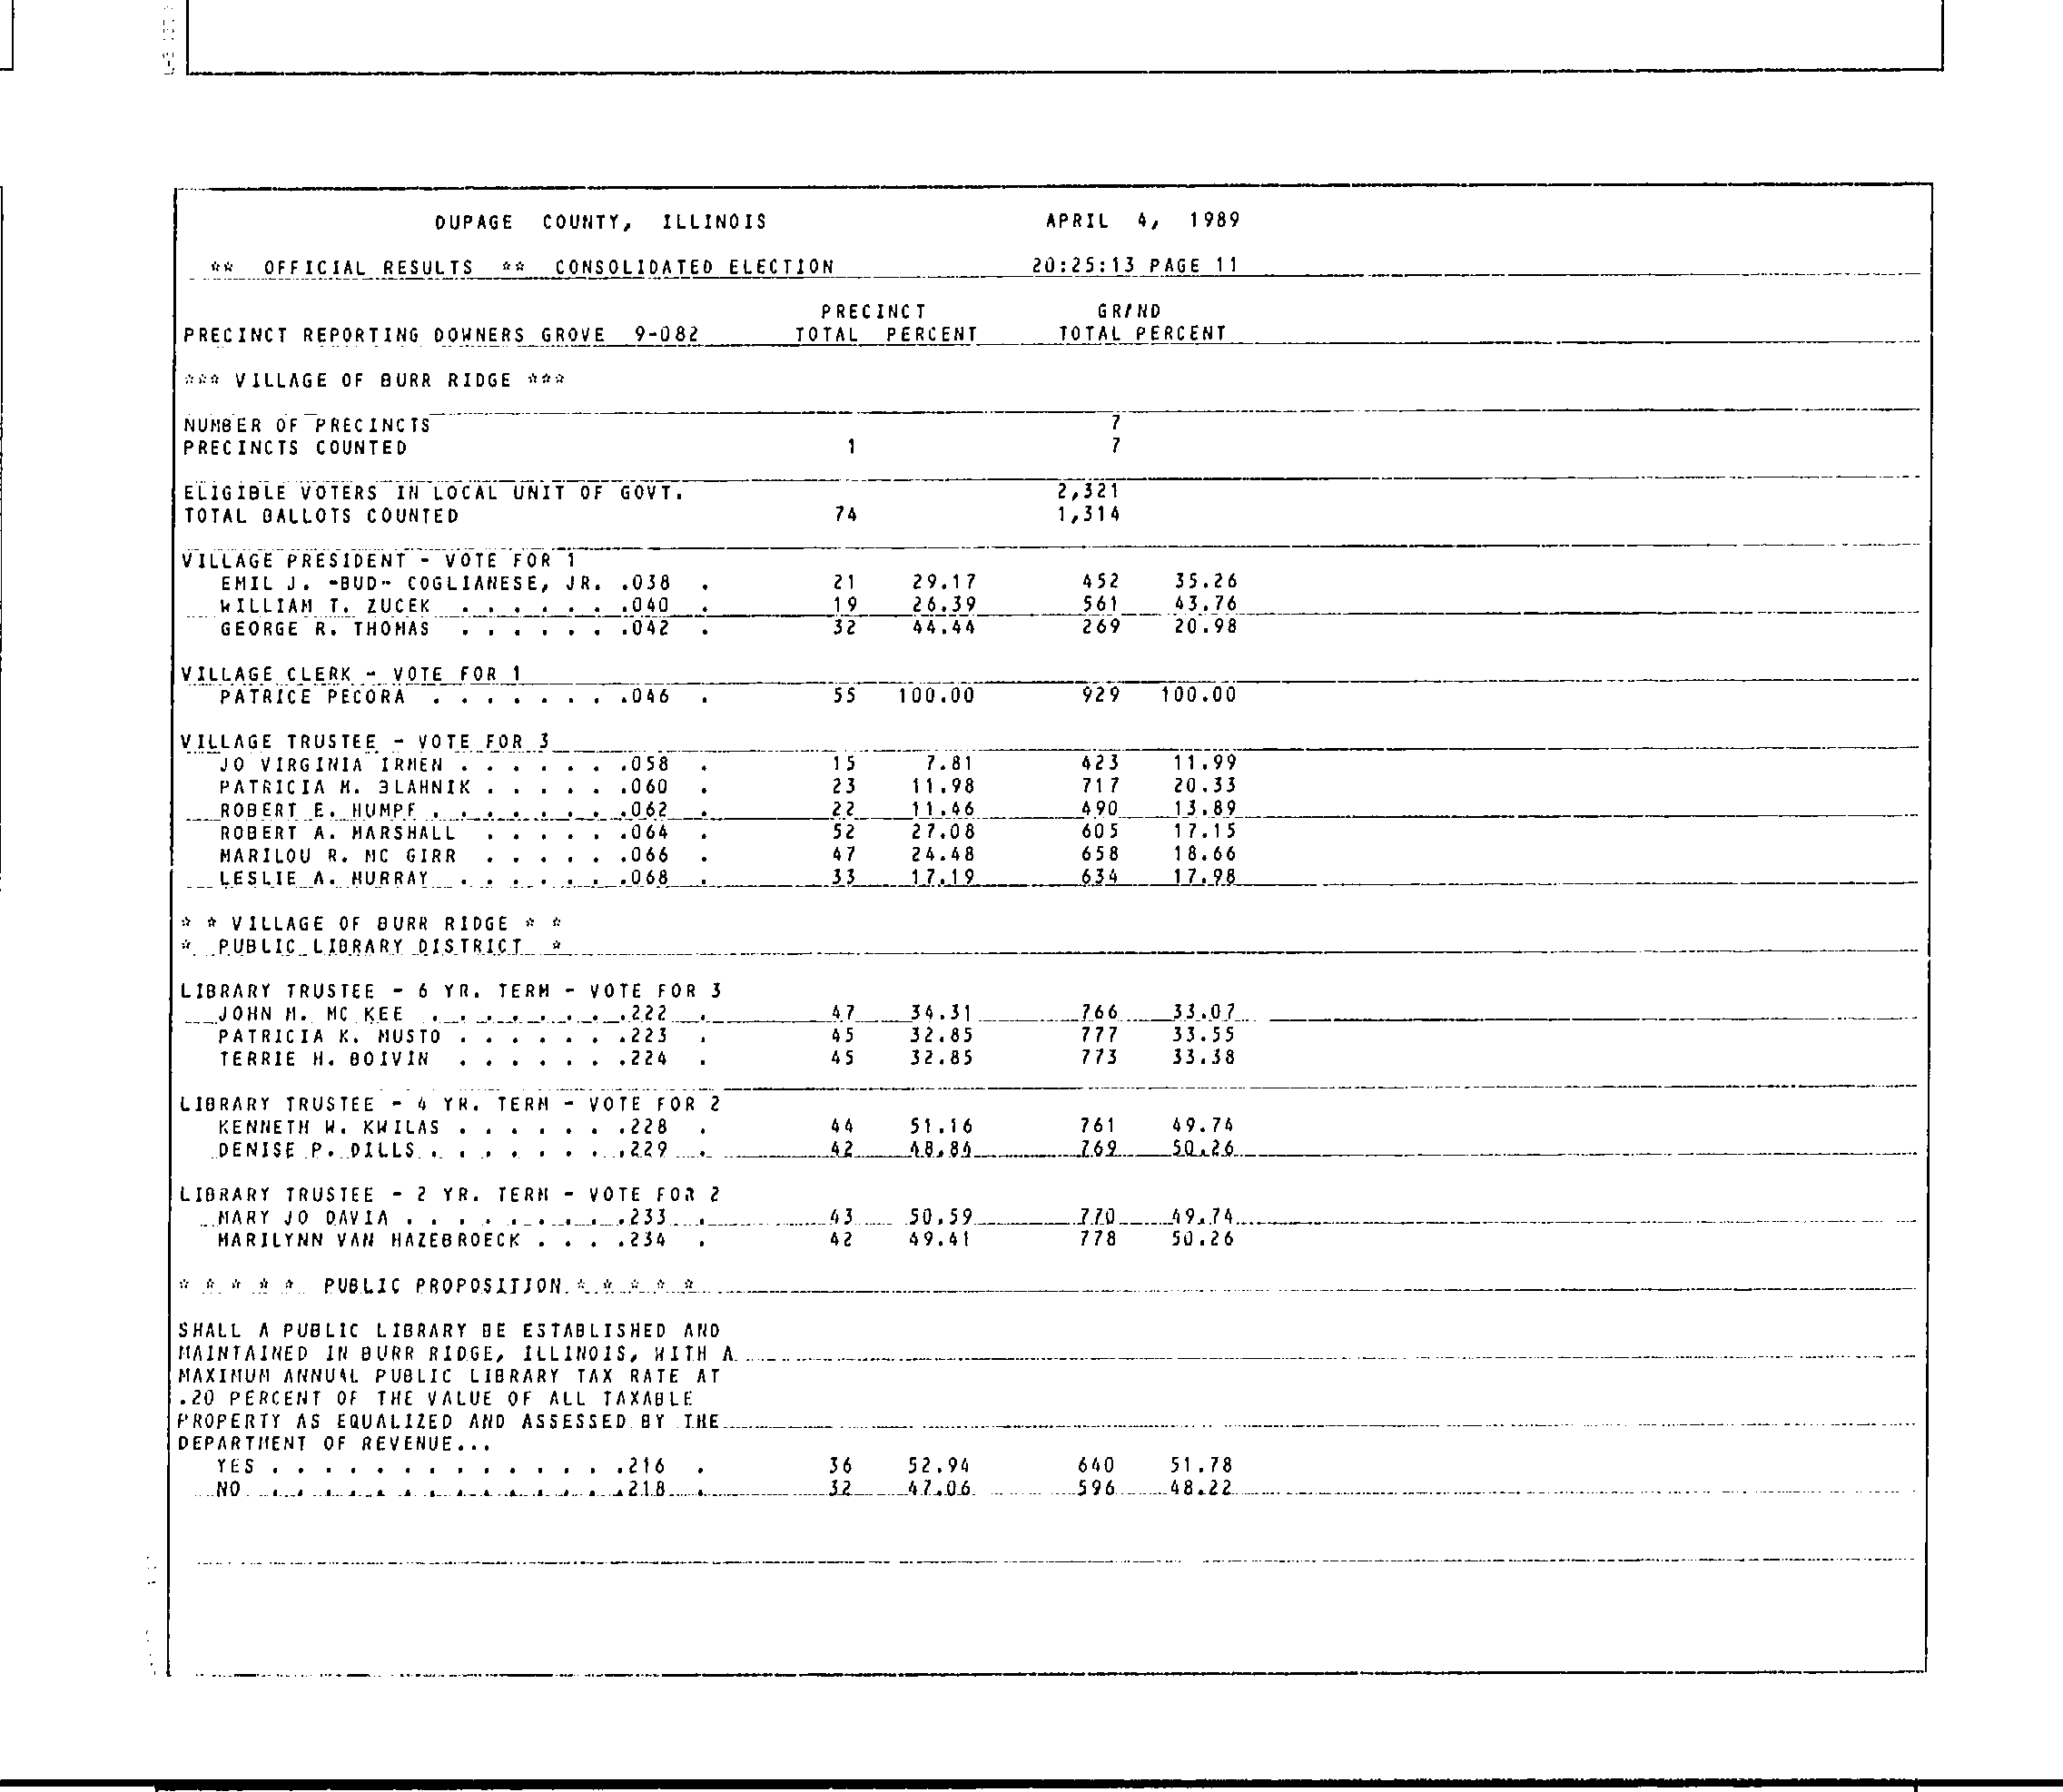 DUPAGE COUNTY, ILLINOIS APRIL 4, 1989
** OFFICIAL RESULTS ** CONSOLIDATED ELECTION 20:25:13 PAGE 11
PRECINCT GRAND
PRECINCT REPORTING DOWNERS GROVE 9-082 TOTAL PERCENT TOTAL PERCENT
*** VILLAGE OF BURR RIDGE ***
NUMBER OF PRECINCTS 7
PRECINCTS COUNTED 1 7
ELIGIBLE VOTERS IN LOCAL UNIT OF GOVT. 2,321
TOTAL BALLOTS COUNTED 74 1,314
VILLAGE PRESIDENT - VOTE FOR 1
EMIL J. "BUD" COGLIANESE, JR. .038 . 21 29.17 452 35.26
WILLIAM T. ZUCEK . . . . . . .040 . 19 26.39 561 43.76
GEORGE R. THOMAS . . . . . . .042 . 32 44.44 269 20.98
VILLAGE CLERK - VOTE FOR 1
PATRICE PECORA . . . . . . . .046 . 55 100.00 929 100.00
VILLAGE TRUSTEE - VOTE FOR 3
JO VIRGINIA IRMEN . . . . . . .058 . 15 7.81 423 11.99
PATRICIA M. BLAHNIK . . . . . .060 . 23 11.98 717 20.33
ROBERT E. HUMPF . . . . . . . .062 . 22 11.46 490 13.89
ROBERT A. MARSHALL . . . . . .064 . 52 27.08 605 17.15
MARILOU R. MC GIRR . . . . . .066 . 47 24.48 658 18.66
LESLIE A. MURRAY . . . . . . .068 . 33 17.19 634 17.98
* * VILLAGE OF BURR RIDGE * *
* PUBLIC LIBRARY DISTRICT *
LIBRARY TRUSTEE - 6 YR. TERM - VOTE FOR 3
JOHN M. MC KEE . . . . . . . .222 . 47 34.31 766 33.07
PATRICIA K. MUSTO . . . . . . .223 . 45 32.85 777 33.55
TERRIE H. BOIVIN . . . . . . .224 . 45 32.85 773 33.38
LIBRARY TRUSTEE - 4 YR. TERM - VOTE FOR 2
KENNETH W. KWILAS . . . . . . .228 . 44 51.16 761 49.74
DENISE P. DILLS . . . . . . . .229 . 42 48.84 769 50.26
LIBRARY TRUSTEE - 2 YR. TERM - VOTE FOR 2
MARY JO DAVIA . . . . . . . . .233 . 43 50.59 770 49.74
MARILYNN VAN HAZEBROECK . . . .234 . 42 49.41 778 50.26
* * * * * PUBLIC PROPOSITION * * * * *
SHALL A PUBLIC LIBRARY BE ESTABLISHED AND
MAINTAINED IN BURR RIDGE, ILLINOIS, WITH A
MAXIMUM ANNUAL PUBLIC LIBRARY TAX RATE AT
.20 PERCENT OF THE VALUE OF ALL TAXABLE
PROPERTY AS EQUALIZED AND ASSESSED BY THE
DEPARTMENT OF REVENUE...
YES . . . . . . . . . . . . . .216 . 36 52.94 640 51.78
NO . . . . . . . . . . . . . .218 . 32 47.06 596 48.22